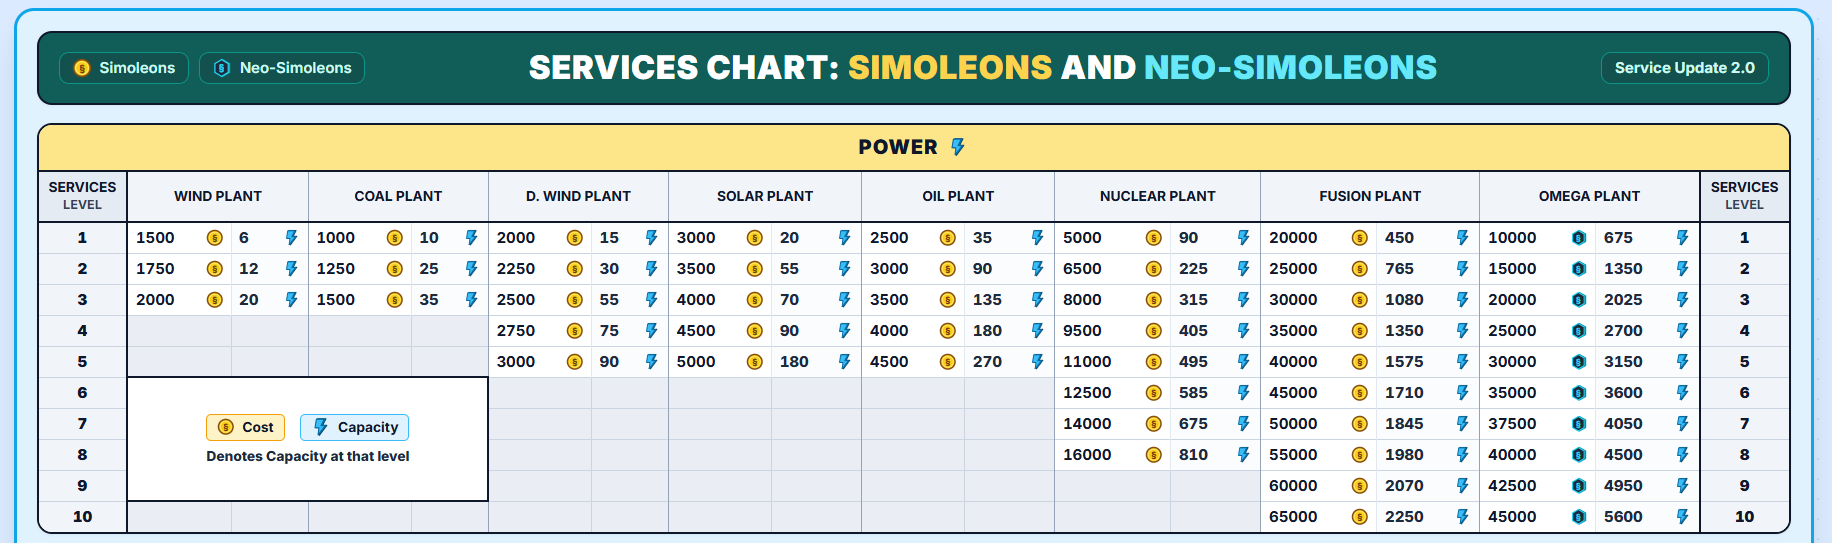 Simoleons Neo-Simoleons SERVICES CHART: SIMOLEONS AND NEO-SIMOLEONS Service Update 2.0
POWER
SERVICES LEVEL WIND PLANT COAL PLANT D. WIND PLANT SOLAR PLANT OIL PLANT NUCLEAR PLANT FUSION PLANT OMEGA PLANT SERVICES LEVEL
1 1500 6 1000 10 2000 15 3000 20 2500 35 5000 90 20000 450 10000 675 1
2 1750 12 1250 25 2250 30 3500 55 3000 90 6500 225 25000 765 15000 1350 2
3 2000 20 1500 35 2500 55 4000 70 3500 135 8000 315 30000 1080 20000 2025 3
4 2750 75 4500 90 4000 180 9500 405 35000 1350 25000 2700 4
5 3000 90 5000 180 4500 270 11000 495 40000 1575 30000 3150 5
6 12500 585 45000 1710 35000 3600 6
7 14000 675 50000 1845 37500 4050 7
Cost Capacity
8 16000 810 55000 1980 40000 4500 8
Denotes Capacity at that level
9 60000 2070 42500 4950 9
10 65000 2250 45000 5600 10